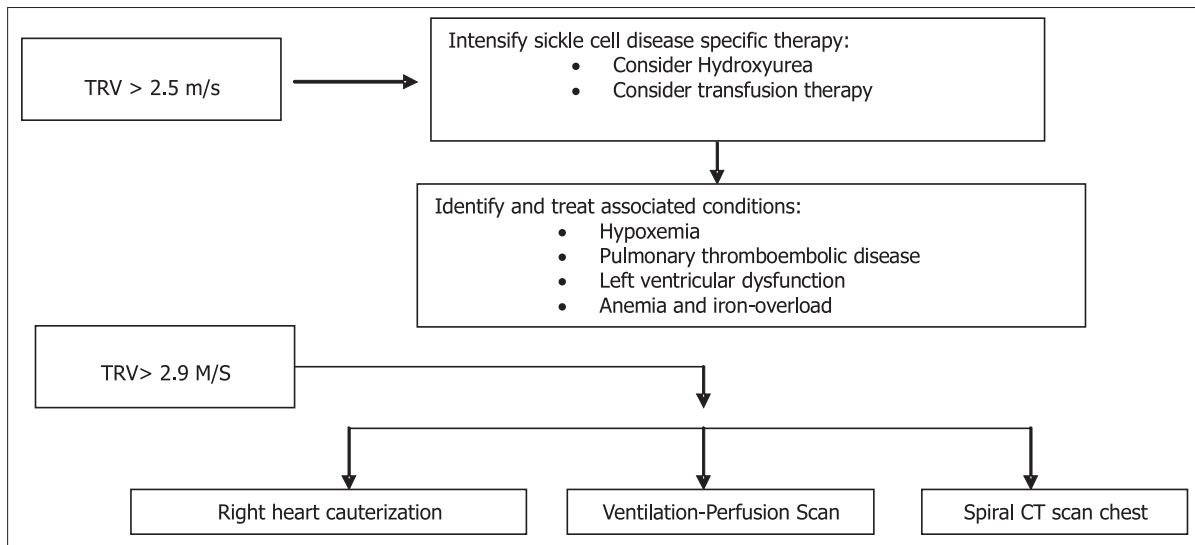 TRV > 2.5 m/s
Intensify sickle cell disease specific therapy:
• Consider Hydroxyurea
• Consider transfusion therapy
Identify and treat associated conditions:
• Hypoxemia
• Pulmonary thromboembolic disease
• Left ventricular dysfunction
• Anemia and iron-overload
TRV> 2.9 M/S
Right heart cauterization
Ventilation-Perfusion Scan
Spiral CT scan chest